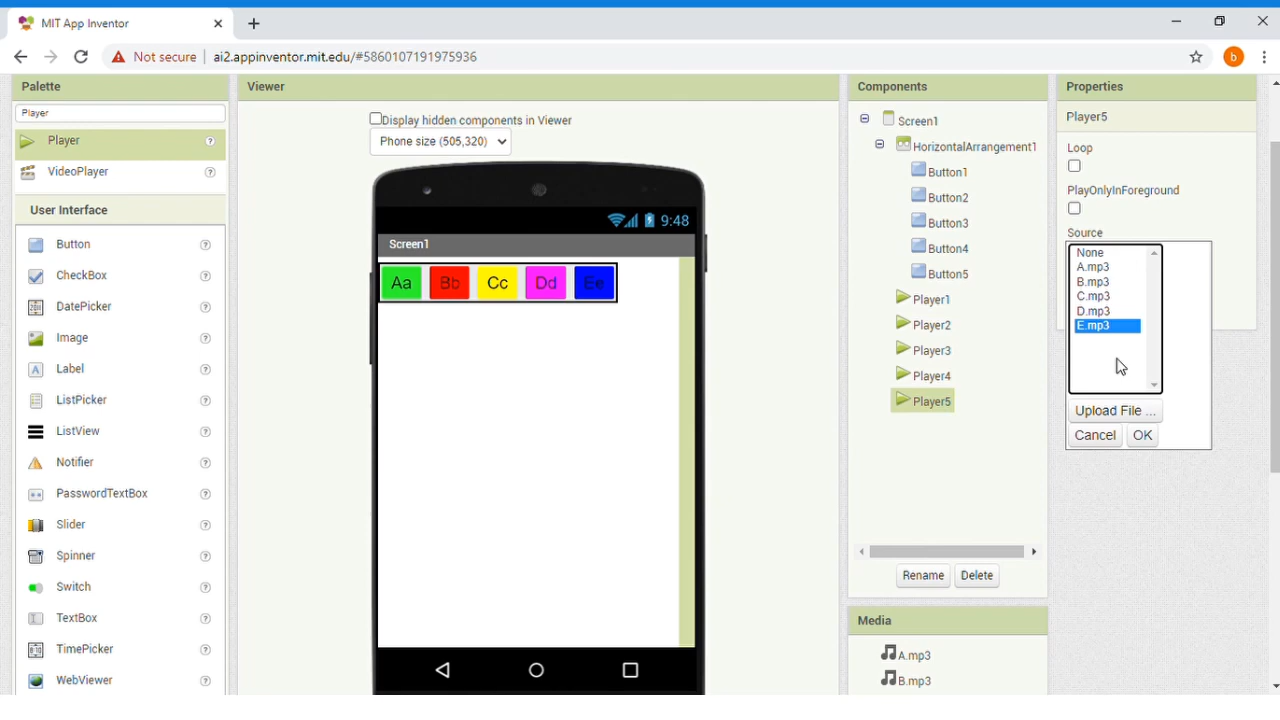 MIT App Inventor
Not secure
ai2.appinventor.mit.edu/#5860107191975936
b
Palette
Player
Player
?
VideoPlayer
?
User Interface
Button
?
CheckBox
?
DatePicker
?
Image
?
A
Label
?
ListPicker
?
ListView
?
Notifier
?
PasswordTextBox
?
Slider
?
Spinner
?
Switch
?
TextBox
?
TimePicker
?
WebViewer
?
Viewer
Display hidden components in Viewer
Phone size (505,320)
9:48
Screen1
Aa Bb Cc Dd Ee
Components
Screen1
HorizontalArrangement1
Button1
Button2
Button3
Button4
Button5
Player1
Player2
Player3
Player4
Player5
Rename Delete
Media
A.mp3
B.mp3
Properties
Player5
Loop
PlayOnlyInForeground
Source
None
A.mp3
B.mp3
C.mp3
D.mp3
E.mp3
Upload File ...
Cancel OK